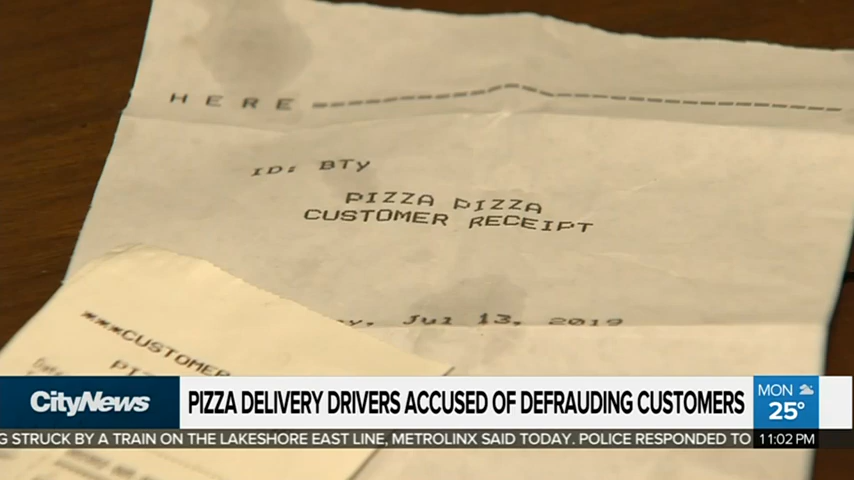 HERE
ID: BTY
PIZZA PIZZA
CUSTOMER RECEIPT
Jul 13, 2019
***CUSTOMER
CityNews
PIZZA DELIVERY DRIVERS ACCUSED OF DEFRAUDING CUSTOMERS
MON
25°
G STRUCK BY A TRAIN ON THE LAKESHORE EAST LINE, METROLINX SAID TODAY. POLICE RESPONDED TO
11:02 PM